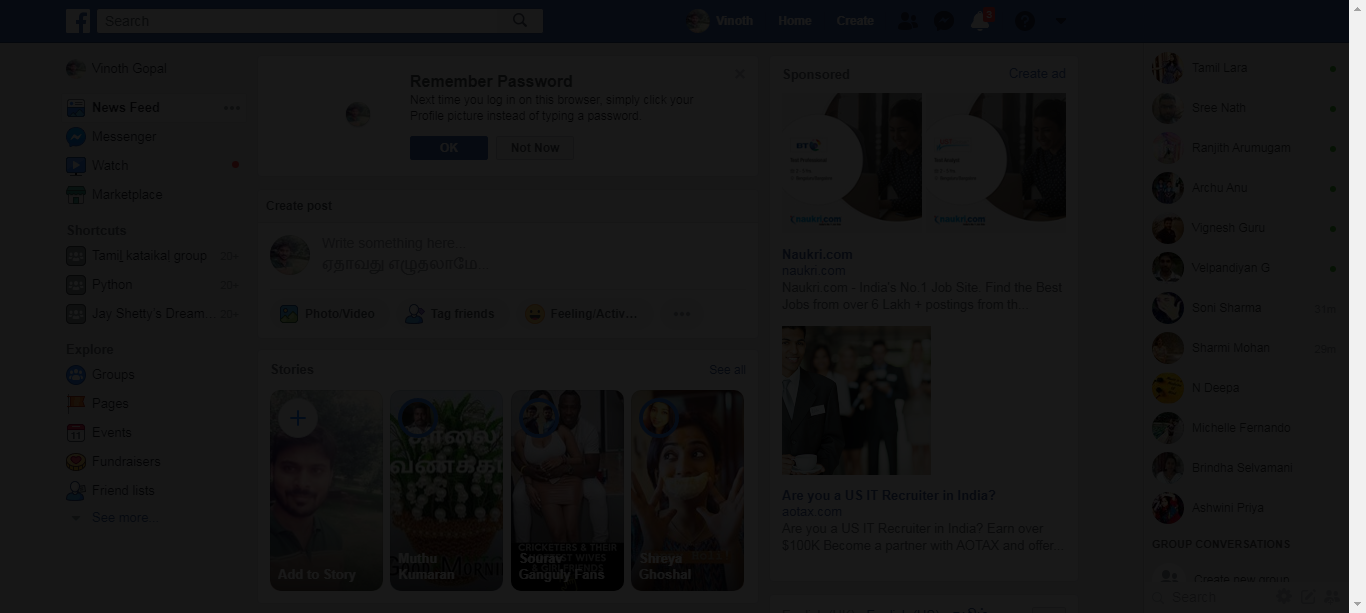 Search
Vinoth
Home
Create
2
Vinoth Gopal
News Feed
Messenger
Watch
Marketplace
Shortcuts
Tamil kataikal group 20+
Python 20+
Jay Shetty's Dream... 20+
Explore
Groups
Pages
Events
Fundraisers
Friend lists
See more...
Remember Password
Next time you log in on this browser, simply click your
Profile picture instead of typing a password.
OK
Not Now
Create post
Write something here...
ஏதாவது எழுதலாமே...
Photo/Video
Tag friends
Feeling/Activ...
Stories
See all
Add to Story
காலை
வணக்கம்
Muthu
Kumaran
CRICKETERS & THEIR
Sourav
Ganguly Fans
Shreya
Ghoshal
Sponsored
Create ad
BT
naukri.com
Naukri.com
naukri.com
Naukri.com - India's No.1 Job Site. Find the Best
Jobs from over 6 Lakh + postings from th...
Are you a US IT Recruiter in India?
aotax.com
Are you a US IT Recruiter in India? Earn over
$100K Become a partner with AOTAX and offer...
Tamil Lara
Sree Nath
Ranjith Arumugam
Archu Anu
Vignesh Guru
Velpandiyan G
Soni Sharma
Sharmi Mohan
N Deepa
Michelle Fernando
Brindha Selvamani
Ashwini Priya
GROUP CONVERSATIONS
Create new group
Search